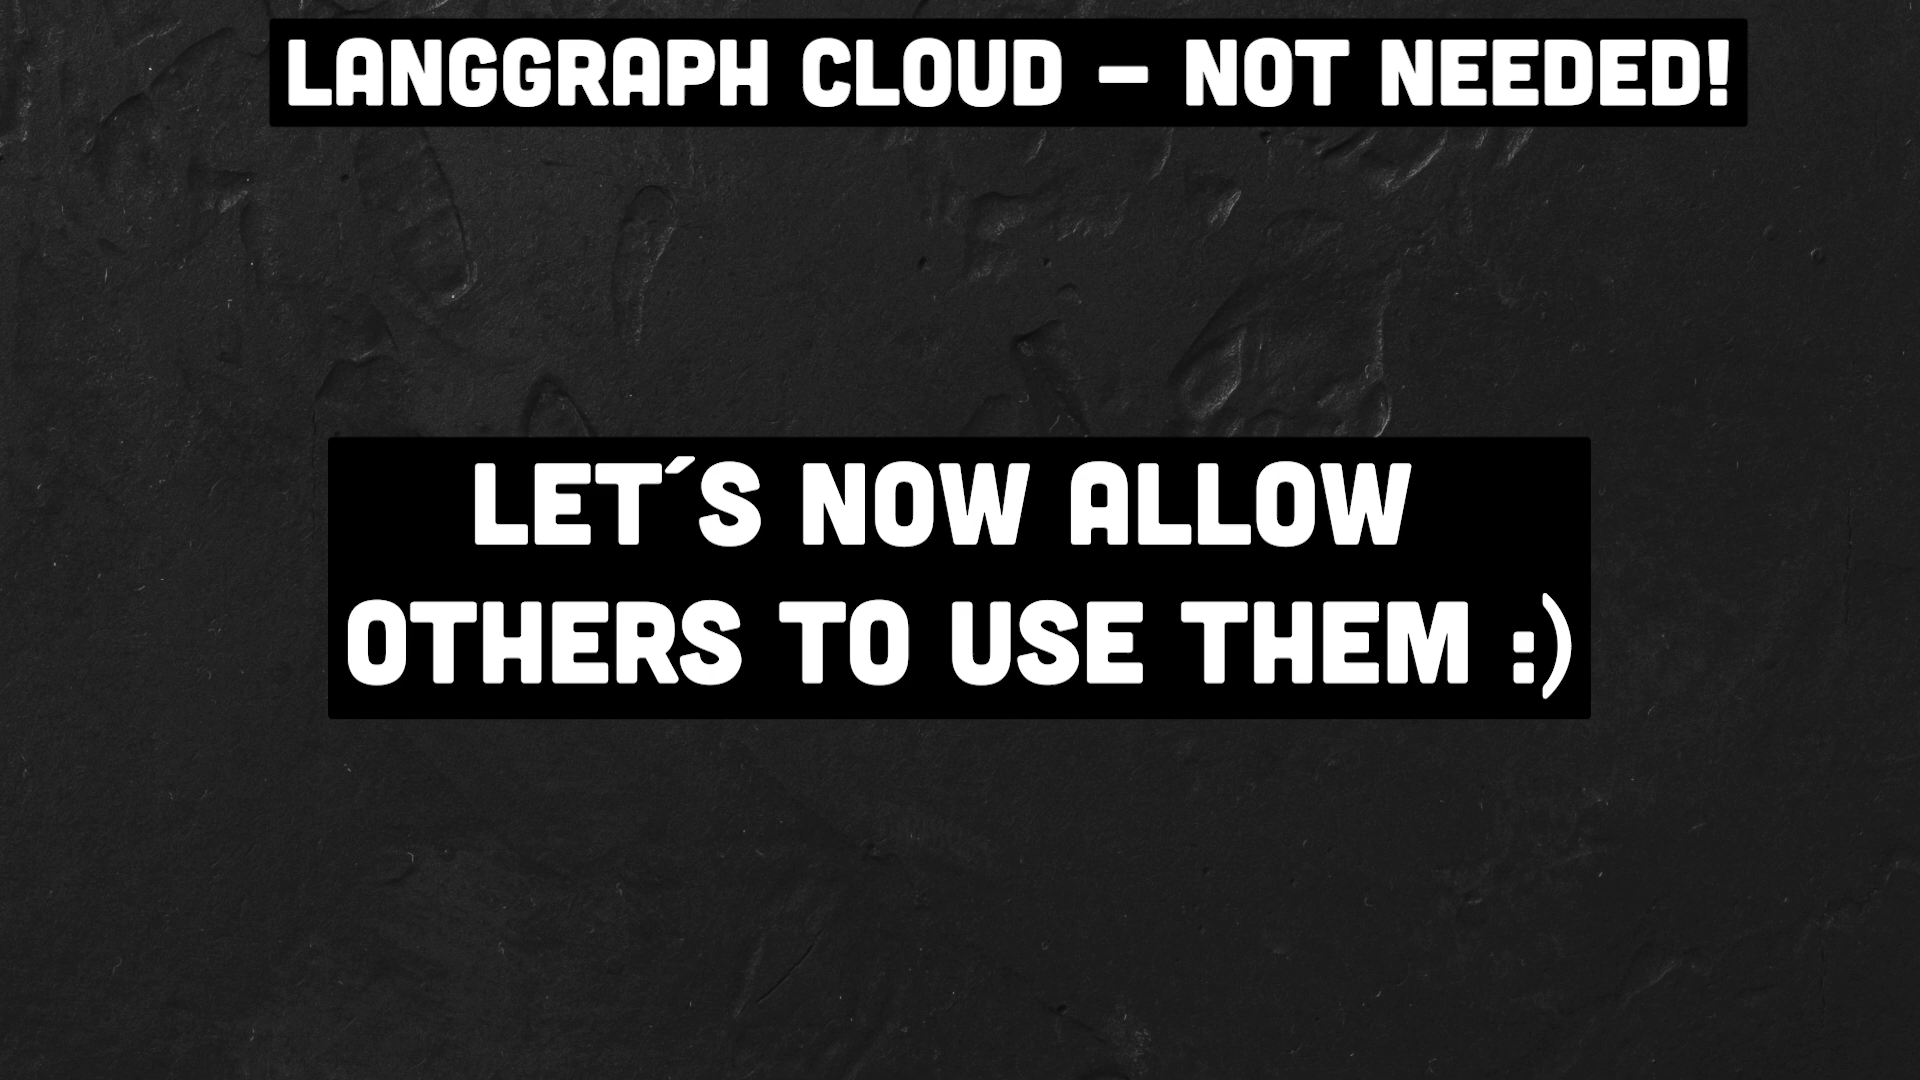 LANGGRAPH CLOUD – NOT NEEDED!
LET´S NOW ALLOW
OTHERS TO USE THEM :)